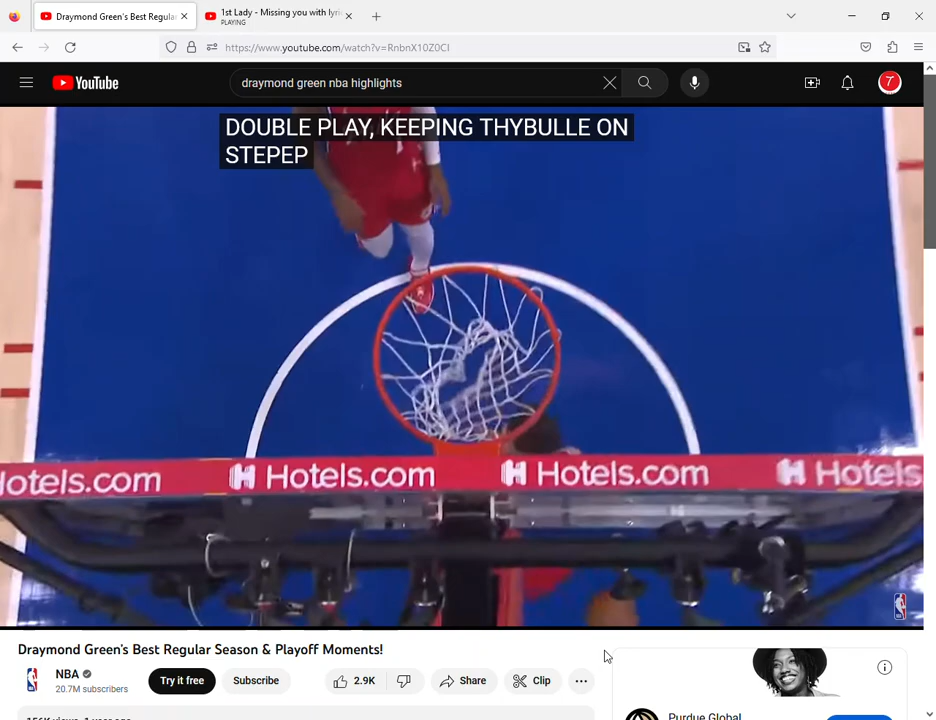 Draymond Green's Best Regula
1st Lady - Missing you with lyri
PLAYING
https://www.youtube.com/watch?v=RnbnX10Z0CI
YouTube
draymond green nba highlights
DOUBLE PLAY, KEEPING THYBULLE ON
STEPEP
otels.com Hotels.com Hotels.com Hotels
Draymond Green's Best Regular Season & Playoff Moments!
NBA
20.7M subscribers
Try it free
Subscribe
2.9K
Share
Clip
Purdue Global